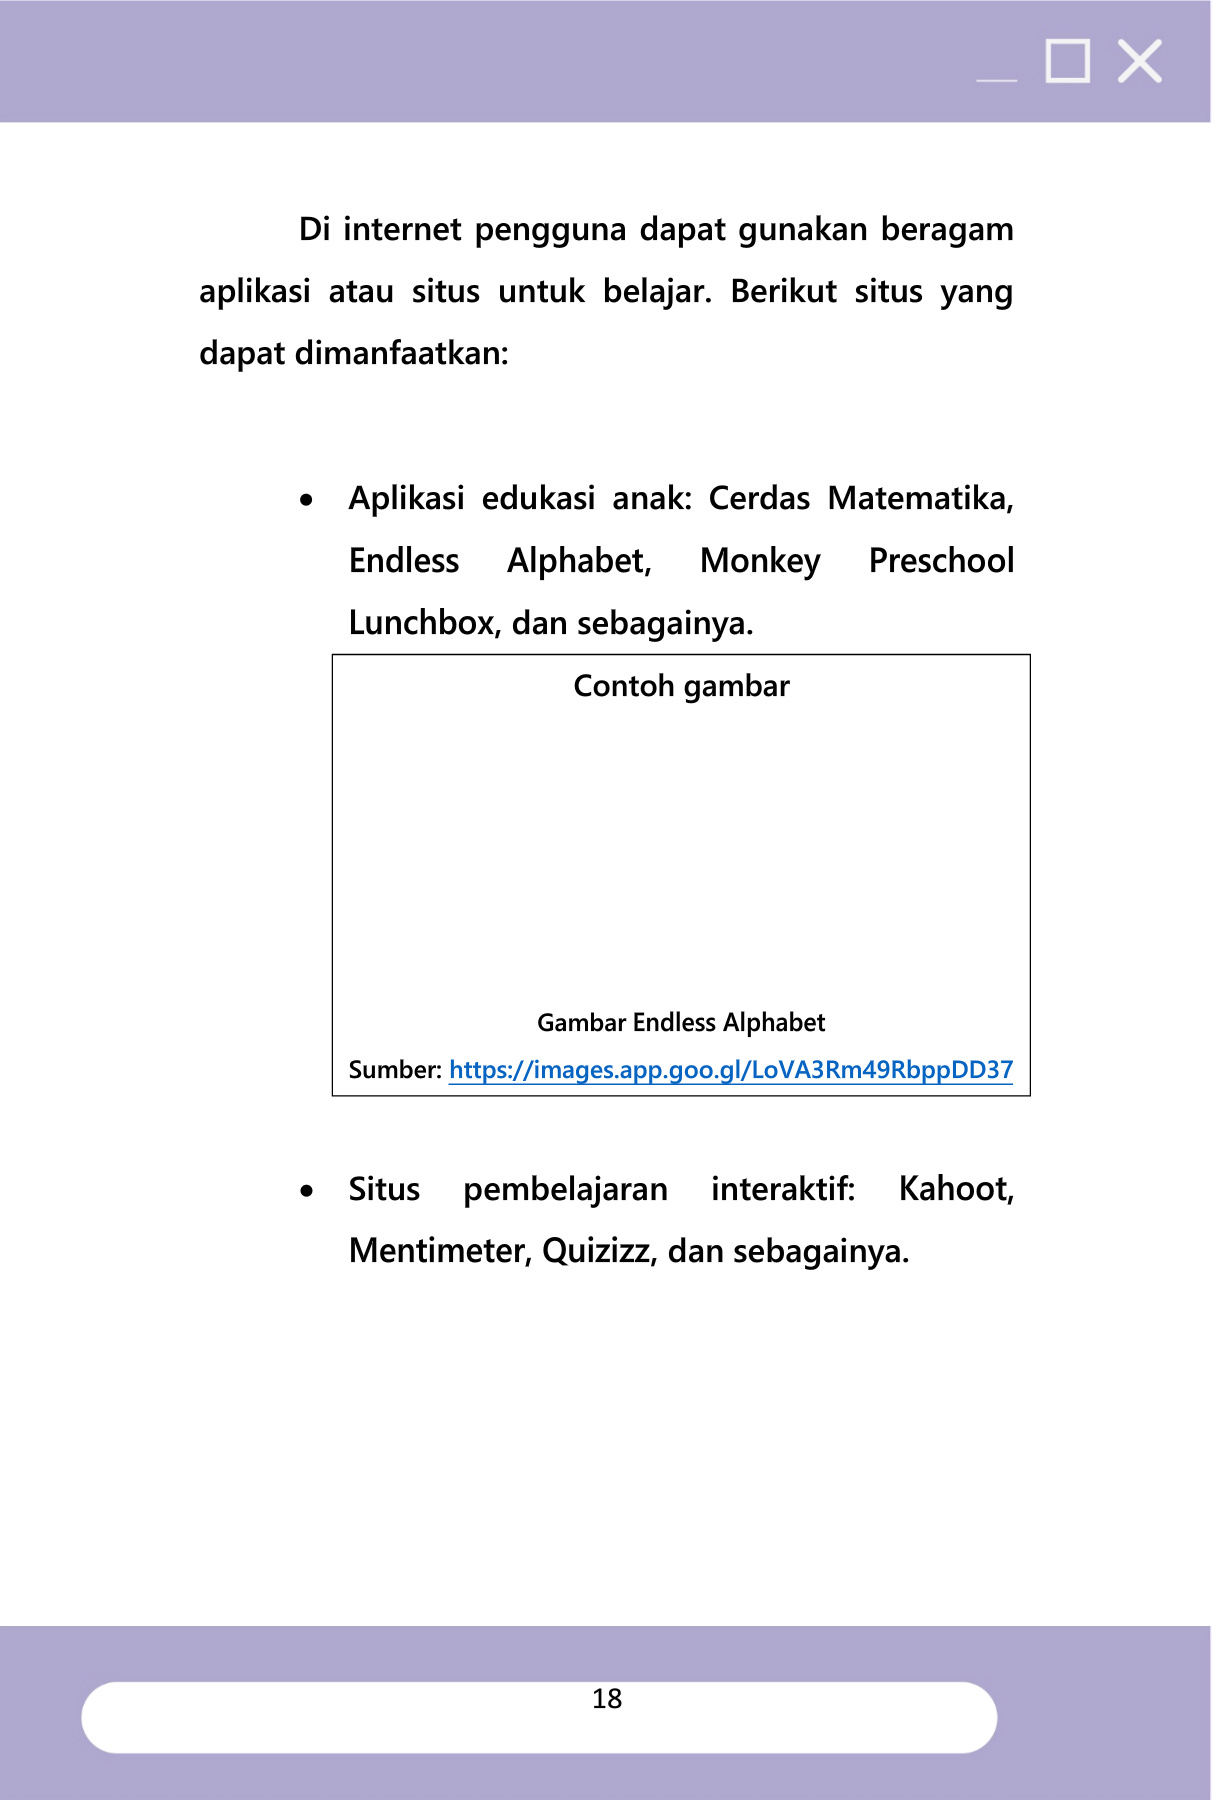 Di internet pengguna dapat gunakan beragam
aplikasi atau situs untuk belajar. Berikut situs yang
dapat dimanfaatkan:
• Aplikasi edukasi anak: Cerdas Matematika,
Endless Alphabet, Monkey Preschool
Lunchbox, dan sebagainya.
Contoh gambar
Gambar Endless Alphabet
Sumber: https://images.app.goo.gl/LoVA3Rm49RbppDD37
• Situs pembelajaran interaktif: Kahoot,
Mentimeter, Quizizz, dan sebagainya.
18